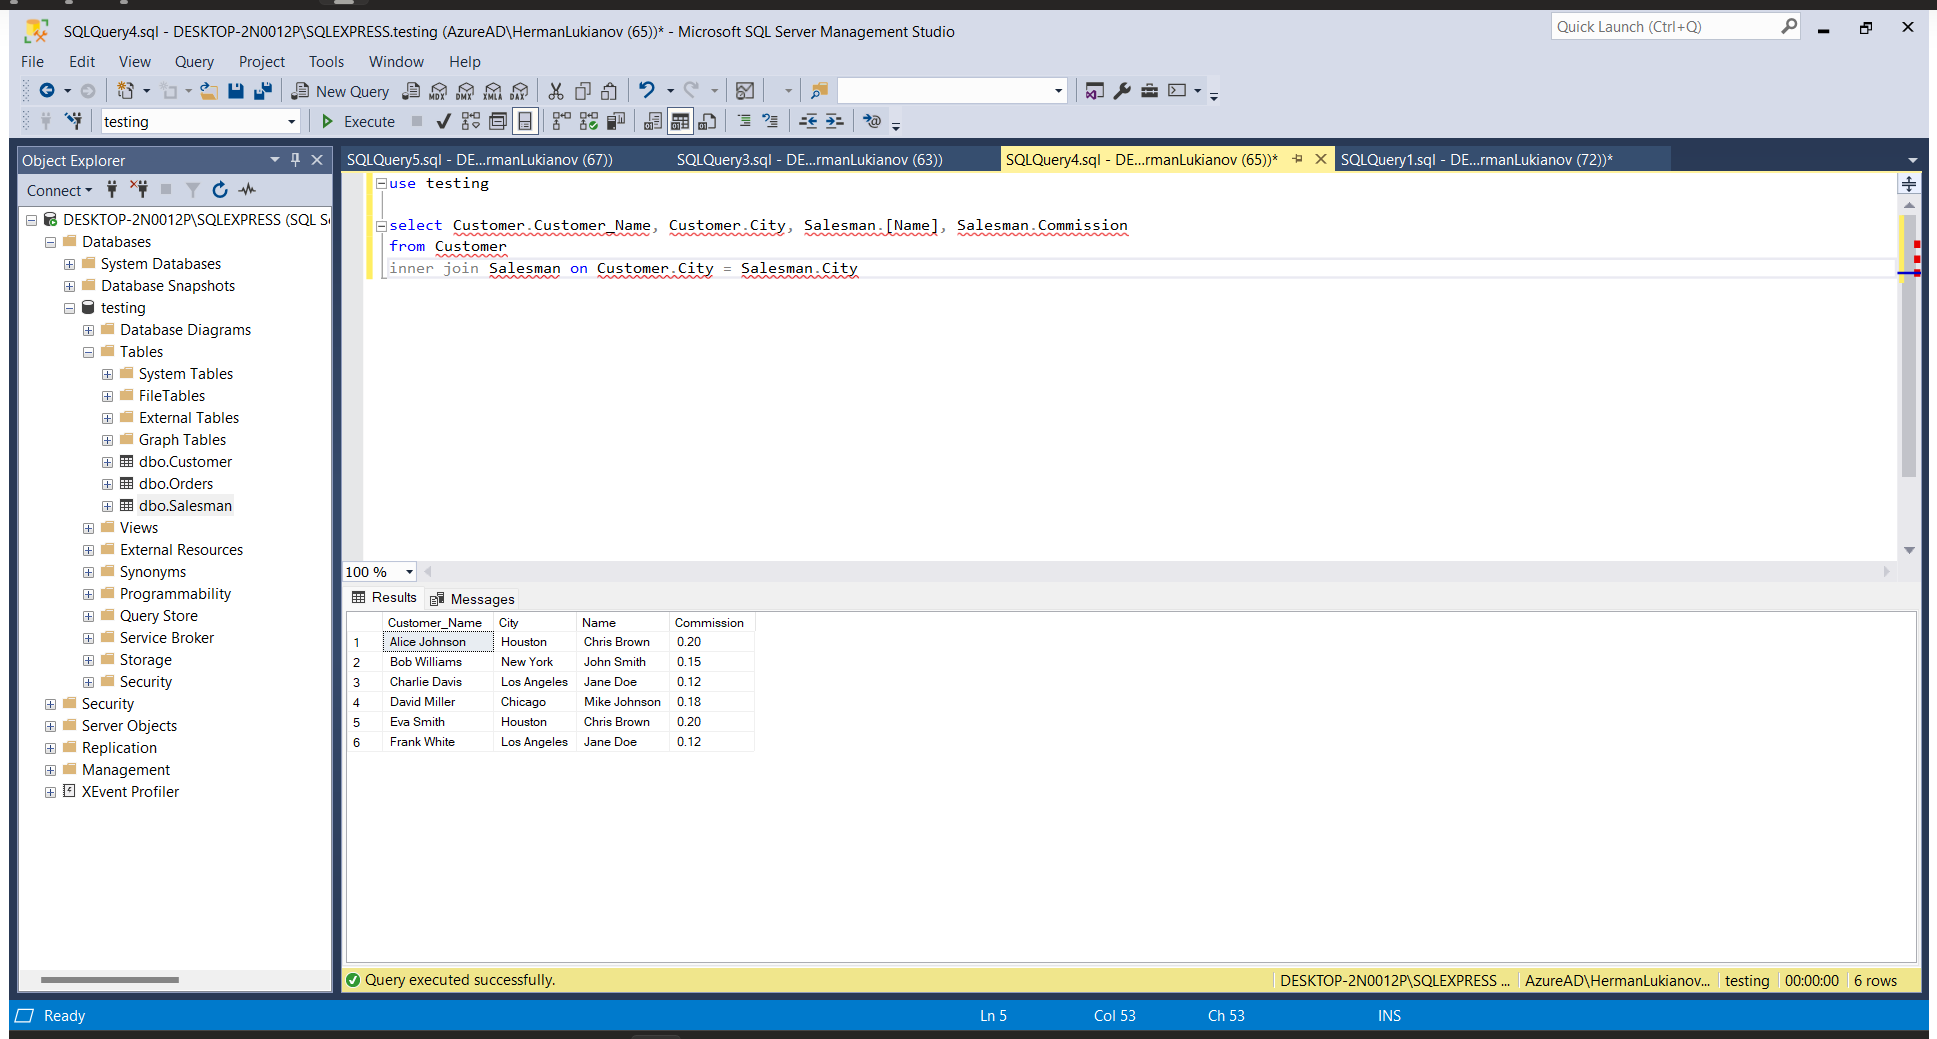 SQLQuery4.sql - DESKTOP-2N0012P\SQLEXPRESS.testing (AzureAD\HermanLukianov (65))* - Microsoft SQL Server Management Studio
Quick Launch (Ctrl+Q)
File Edit View Query Project Tools Window Help
New Query MDX DMX XMLA DAX
testing Execute
Object Explorer
SQLQuery5.sql - DE...rmanLukianov (67)) SQLQuery3.sql - DE...rmanLukianov (63)) SQLQuery4.sql - DE...rmanLukianov (65))* SQLQuery1.sql - DE...rmanLukianov (72))*
Connect
DESKTOP-2N0012P\SQLEXPRESS (SQL S
Databases
System Databases
Database Snapshots
testing
Database Diagrams
Tables
System Tables
FileTables
External Tables
Graph Tables
dbo.Customer
dbo.Orders
dbo.Salesman
Views
External Resources
Synonyms
Programmability
Query Store
Service Broker
Storage
Security
Security
Server Objects
Replication
Management
XEvent Profiler
use testing
select Customer.Customer_Name, Customer.City, Salesman.[Name], Salesman.Commission
from Customer
inner join Salesman on Customer.City = Salesman.City
100 %
Results Messages
Customer_Name City Name Commission
1 Alice Johnson Houston Chris Brown 0.20
2 Bob Williams New York John Smith 0.15
3 Charlie Davis Los Angeles Jane Doe 0.12
4 David Miller Chicago Mike Johnson 0.18
5 Eva Smith Houston Chris Brown 0.20
6 Frank White Los Angeles Jane Doe 0.12
Query executed successfully. DESKTOP-2N0012P\SQLEXPRESS ... AzureAD\HermanLukianov... testing 00:00:00 6 rows
Ready Ln 5 Col 53 Ch 53 INS